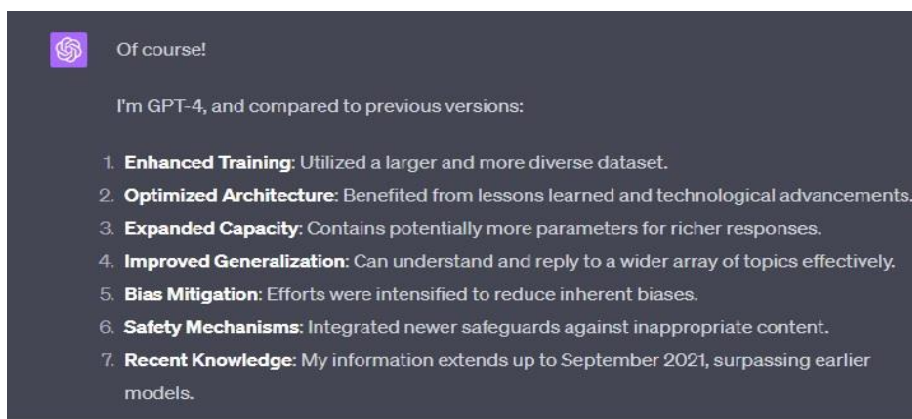 Of course!
I'm GPT-4, and compared to previous versions:
1. Enhanced Training: Utilized a larger and more diverse dataset.
2. Optimized Architecture: Benefited from lessons learned and technological advancements.
3. Expanded Capacity: Contains potentially more parameters for richer responses.
4. Improved Generalization: Can understand and reply to a wider array of topics effectively.
5. Bias Mitigation: Efforts were intensified to reduce inherent biases.
6. Safety Mechanisms: Integrated newer safeguards against inappropriate content.
7. Recent Knowledge: My information extends up to September 2021, surpassing earlier
models.